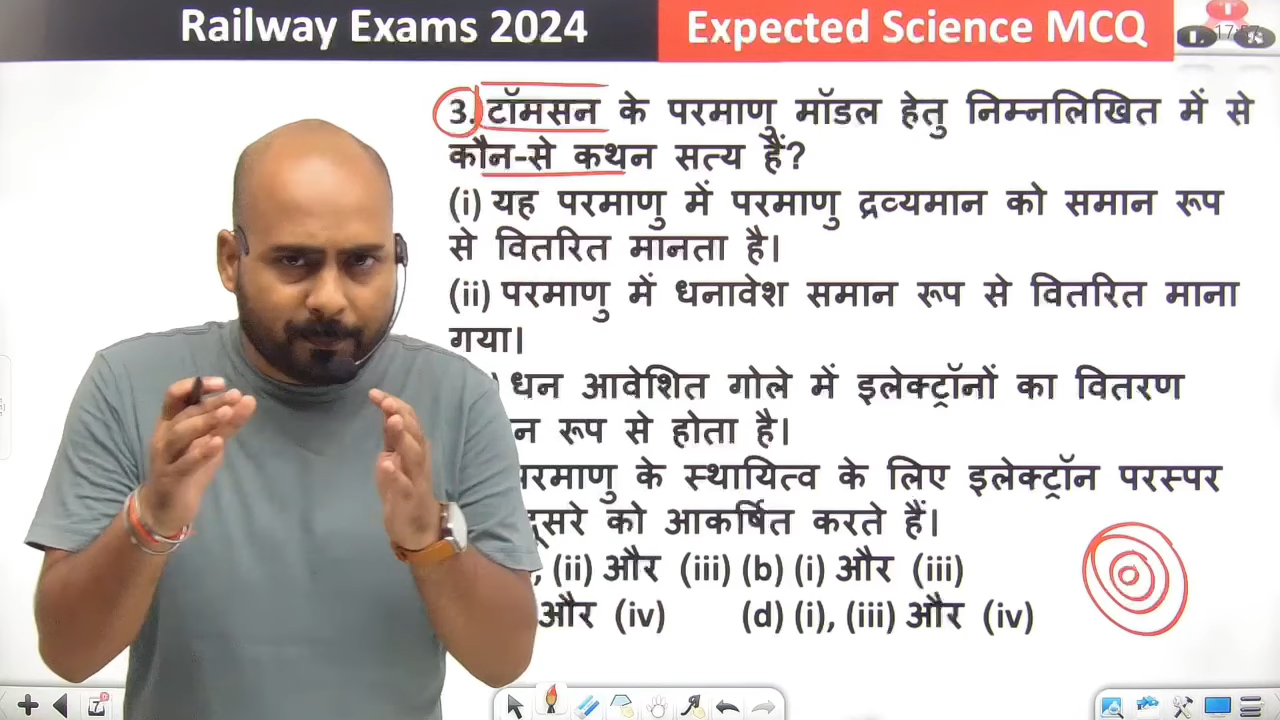 Railway Exams 2024
Expected Science MCQ
3. टॉमसन के परमाणु मॉडल हेतु निम्नलिखित में से
कौन-से कथन सत्य हैं?
(i) यह परमाणु में परमाणु द्रव्यमान को समान रूप
से वितरित मानता है।
(ii) परमाणु में धनावेश समान रूप से वितरित माना
गया।
) धन आवेशित गोले में इलेक्ट्रॉनों का वितरण
न रूप से होता है।
परमाणु के स्थायित्व के लिए इलेक्ट्रॉन परस्पर
दूसरे को आकर्षित करते हैं।
, (ii) और (iii) (b) (i) और (iii)
और (iv) (d) (i), (iii) और (iv)